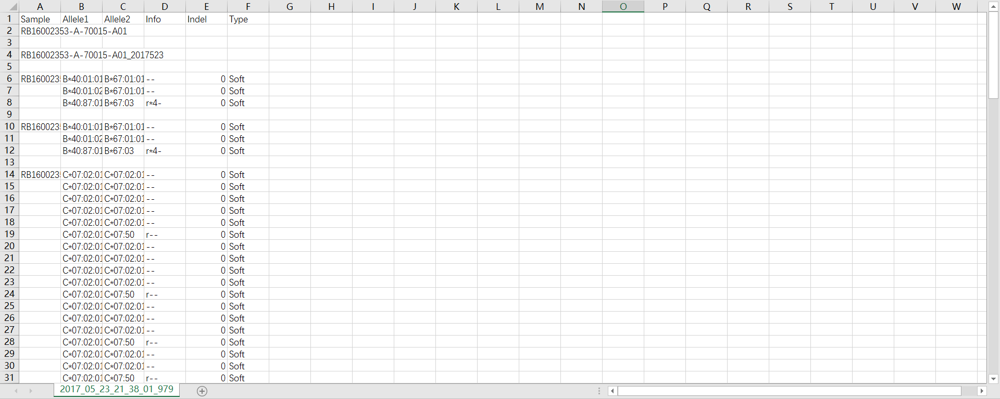 A B C D E F G H I J K L M N O P Q R S T U V W
1 Sample Allele1 Allele2 Info Indel Type
2 RB16002353-A-70015-A01
3
4 RB16002353-A-70015-A01_2017523
5
6 RB1600235 B*40:01:01 B*67:01:01 -- 0 Soft
7 B*40:01:02 B*67:01:01 -- 0 Soft
8 B*40:87:01 B*67:03 r*4- 0 Soft
9
10 RB1600235 B*40:01:01 B*67:01:01 -- 0 Soft
11 B*40:01:02 B*67:01:01 -- 0 Soft
12 B*40:87:01 B*67:03 r*4- 0 Soft
13
14 RB1600235 C*07:02:01 C*07:02:01 -- 0 Soft
15 C*07:02:01 C*07:02:01 -- 0 Soft
16 C*07:02:01 C*07:02:01 -- 0 Soft
17 C*07:02:01 C*07:02:01 -- 0 Soft
18 C*07:02:01 C*07:02:01 -- 0 Soft
19 C*07:02:01 C*07:50 r-- 0 Soft
20 C*07:02:01 C*07:02:01 -- 0 Soft
21 C*07:02:01 C*07:02:01 -- 0 Soft
22 C*07:02:01 C*07:02:01 -- 0 Soft
23 C*07:02:01 C*07:02:01 -- 0 Soft
24 C*07:02:01 C*07:50 r-- 0 Soft
25 C*07:02:01 C*07:02:01 -- 0 Soft
26 C*07:02:01 C*07:02:01 -- 0 Soft
27 C*07:02:01 C*07:02:01 -- 0 Soft
28 C*07:02:01 C*07:50 r-- 0 Soft
29 C*07:02:01 C*07:02:01 -- 0 Soft
30 C*07:02:01 C*07:02:01 -- 0 Soft
31 C*07:02:01 C*07:50 r-- 0 Soft
2017_05_23_21_38_01_979